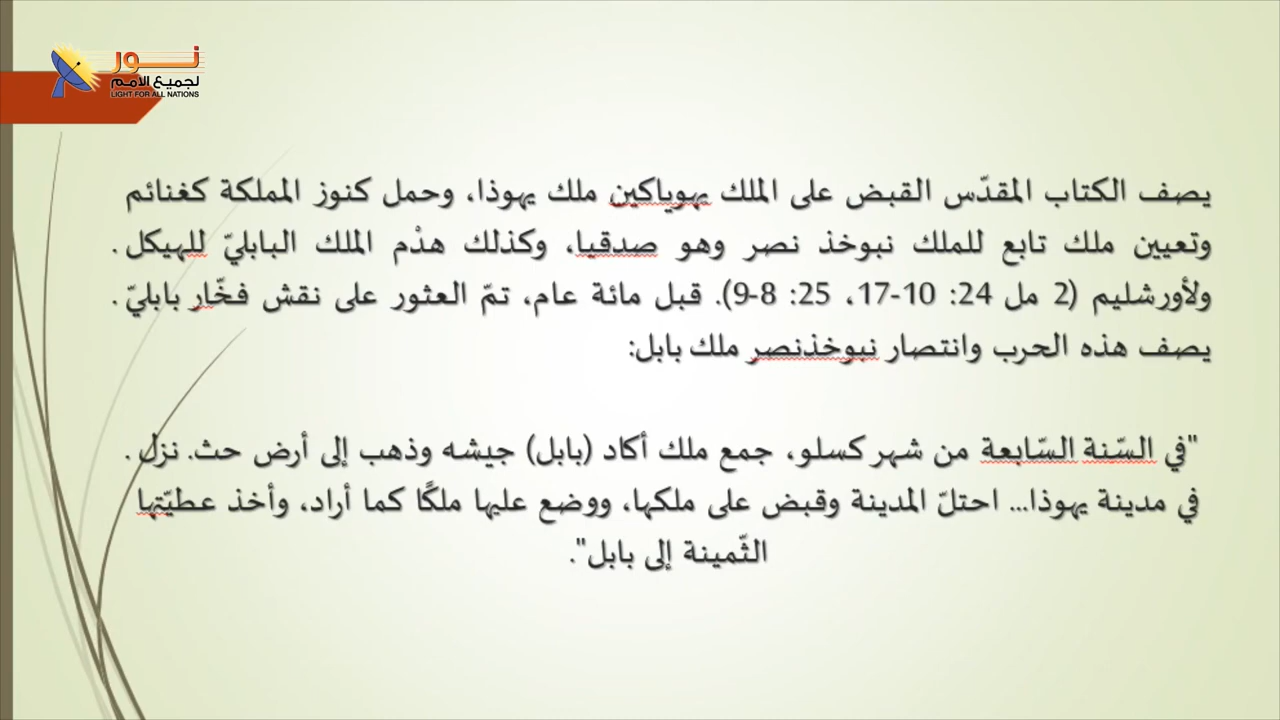 نور
لجميع الأمم
LIGHT FOR ALL NATIONS
يصف الكتاب المقدّس القبض على الملك يهوياكين ملك يهوذا، وحمل كنوز المملكة كغنائم
وتعيين ملك تابع للملك نبوخذ نصر وهو صدقيا، وكذلك هدْم الملك البابليّ للهيكل .
ولأورشليم (2 مل 24: 10-17، 25: 8-9). قبل مائة عام، تمّ العثور على نقش فخّار بابليّ .
يصف هذه الحرب وانتصار نبوخذنصر ملك بابل:
"في السّنة السّابعة من شهر كسلو، جمع ملك أكاد (بابل) جيشه وذهب إلى أرض حث. نزل .
في مدينة يهوذا... احتلّ المدينة وقبض على ملكها، ووضع عليها ملكًا كما أراد، وأخذ عطيّتها
الثّمينة إلى بابل".